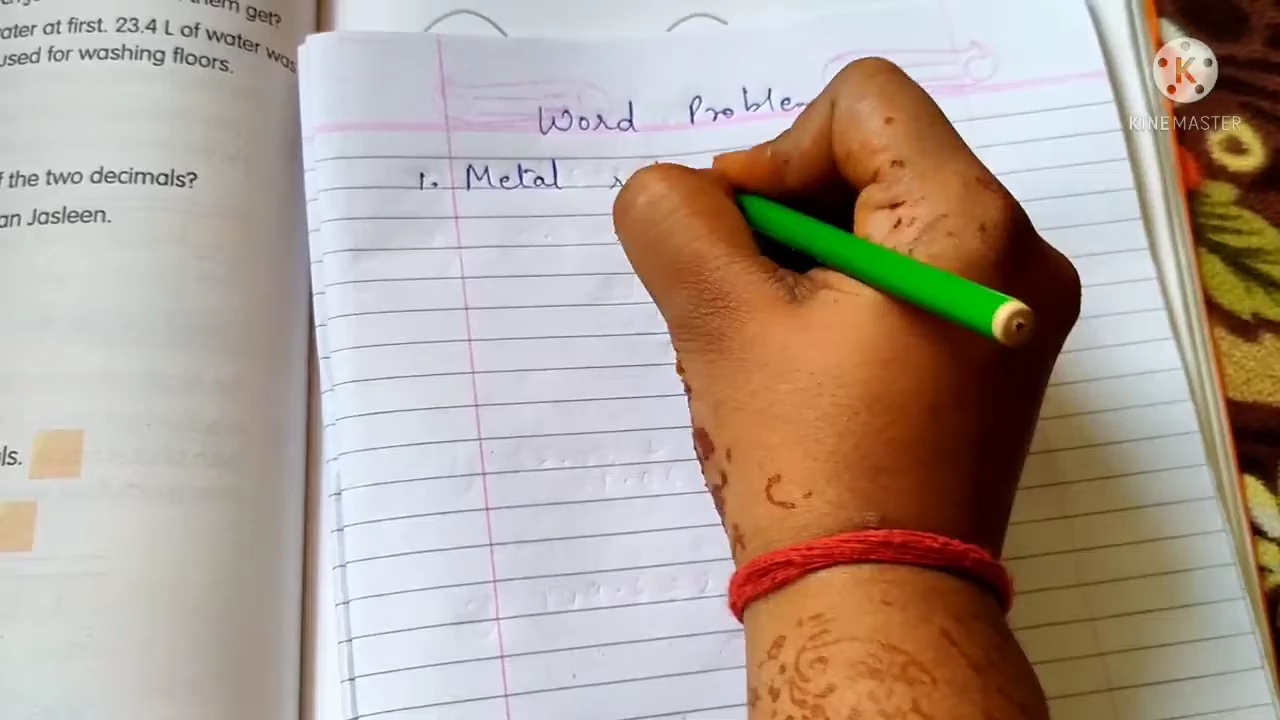 them get?
ater at first. 23.4 L of water was
used for washing floors.
f the two decimals?
an Jasleen.
ls.
Word Proble
1. Metal
K
KINEMASTER